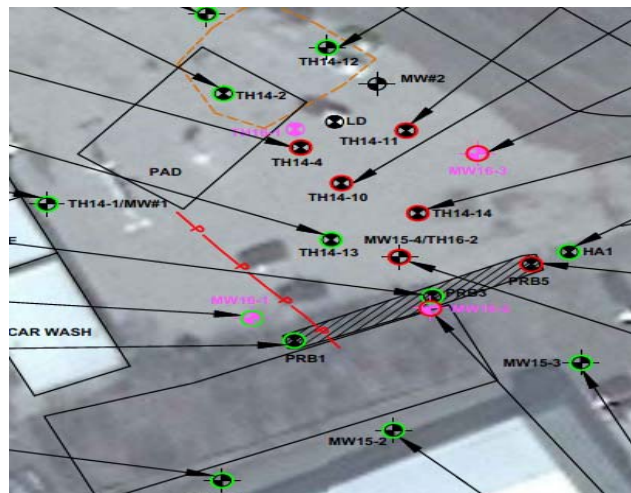 TH14-12
MW#2
TH14-2
LD
TH16-1
TH14-11
TH14-4
MW16-3
PAD
TH14-10
TH14-1/MW#1
TH14-14
TH14-13
MW15-4/TH16-2
HA1
PRB5
PRB3
MW16-1
CAR WASH
PRB1
MW15-3
MW15-2